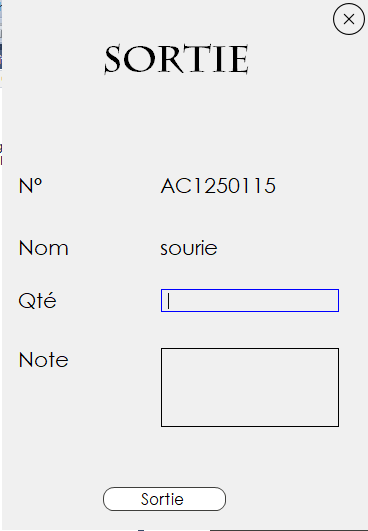 SORTIE
N° AC1250115
Nom sourie
Qté
Note
Sortie